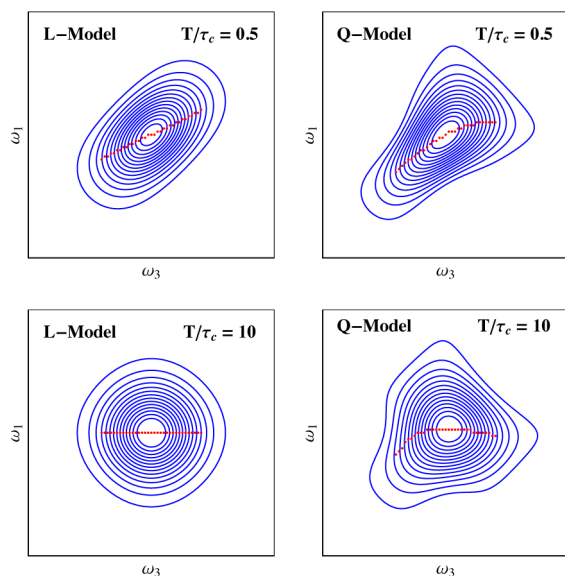 L−Model T/τc = 0.5
Q−Model T/τc = 0.5
ω1
ω1
ω3
ω3
L−Model T/τc = 10
Q−Model T/τc = 10
ω1
ω1
ω3
ω3